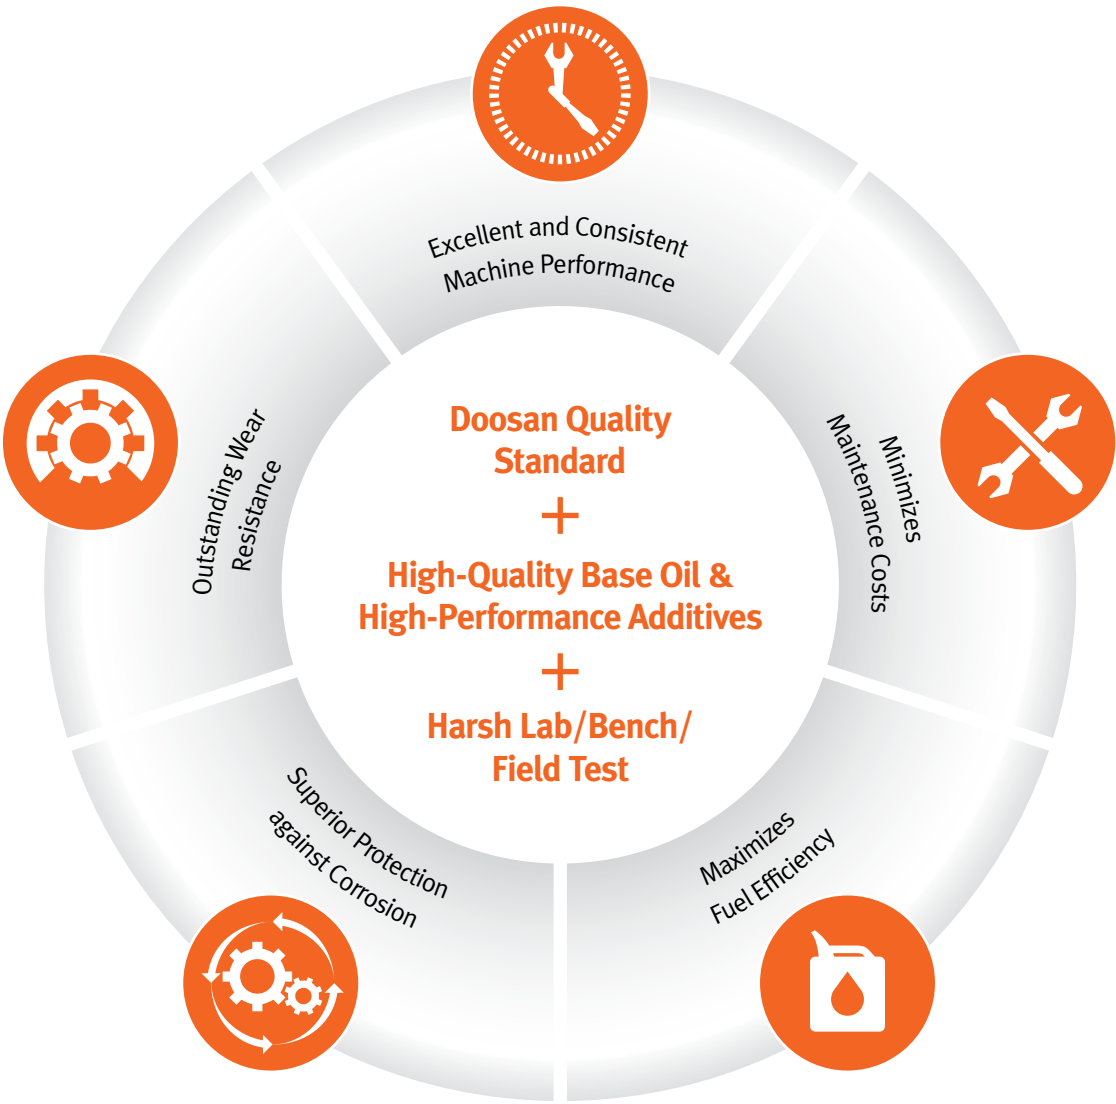 Excellent and Consistent
Machine Performance
Minimizes
Maintenance Costs
Maximizes
Fuel Efficiency
Superior Protection
against Corrosion
Outstanding Wear
Resistance
Doosan Quality
Standard
+
High-Quality Base Oil &
High-Performance Additives
+
Harsh Lab/Bench/
Field Test